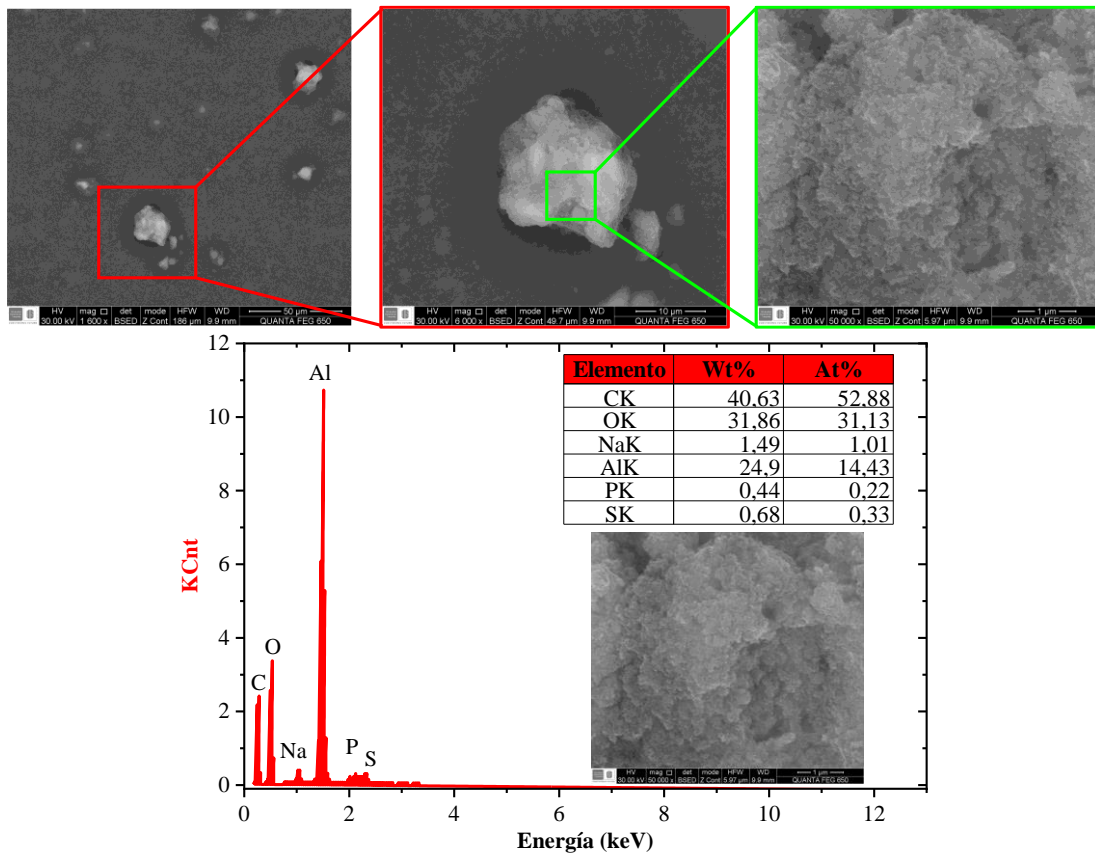 HV mag □ det mode HFW WD 50 µm
30.00 kV 1 600 x BSED Z Cont 186 µm 9.9 mm QUANTA FEG 650
HV mag □ det mode HFW WD 10 µm
30.00 kV 6 000 x BSED Z Cont 49.7 µm 9.9 mm QUANTA FEG 650
HV mag □ det mode HFW WD 1 µm
30.00 kV 50 000 x BSED Z Cont 5.97 µm 9.9 mm QUANTA FEG 650
12
10
8
6
4
2
0
KCnt
Al
O
C
Na
P
S
Elemento Wt% At%
CK 40,63 52,88
OK 31,86 31,13
NaK 1,49 1,01
AlK 24,9 14,43
PK 0,44 0,22
SK 0,68 0,33
HV mag □ det mode HFW WD 1 µm
30.00 kV 50 000 x BSED Z Cont 5.97 µm 9.9 mm QUANTA FEG 650
0 2 4 6 8 10 12
Energía (keV)